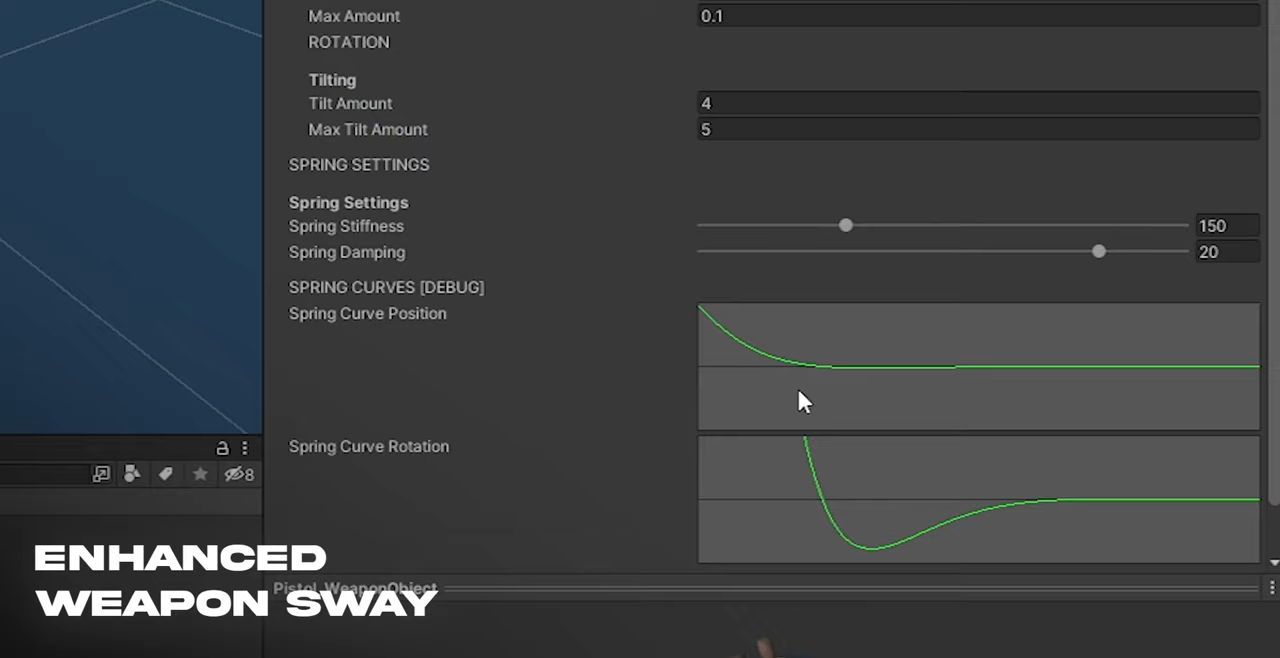 Max Amount 0.1
ROTATION
Tilting
Tilt Amount 4
Max Tilt Amount 5
SPRING SETTINGS
Spring Settings
Spring Stiffness 150
Spring Damping 20
SPRING CURVES [DEBUG]
Spring Curve Position
Spring Curve Rotation
8
ENHANCED
WEAPON SWAY
Pistol_WeaponObject